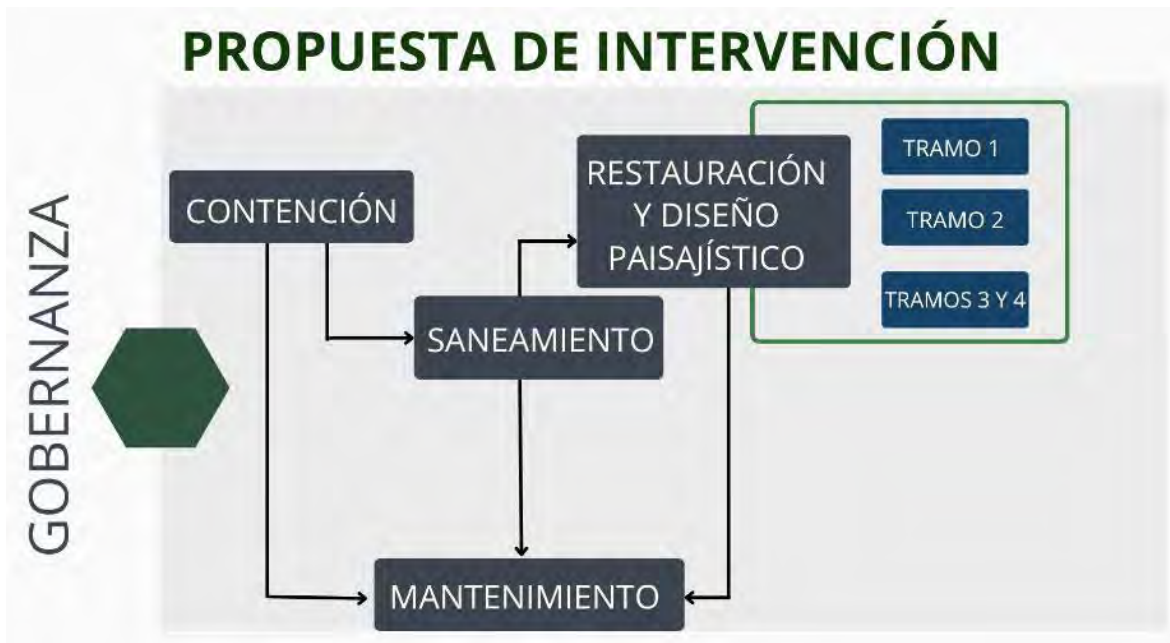 PROPUESTA DE INTERVENCIÓN
GOBERNANZA
CONTENCIÓN
SANEAMIENTO
RESTAURACIÓN
Y DISEÑO
PAISAJÍSTICO
TRAMO 1
TRAMO 2
TRAMOS 3 Y 4
MANTENIMIENTO